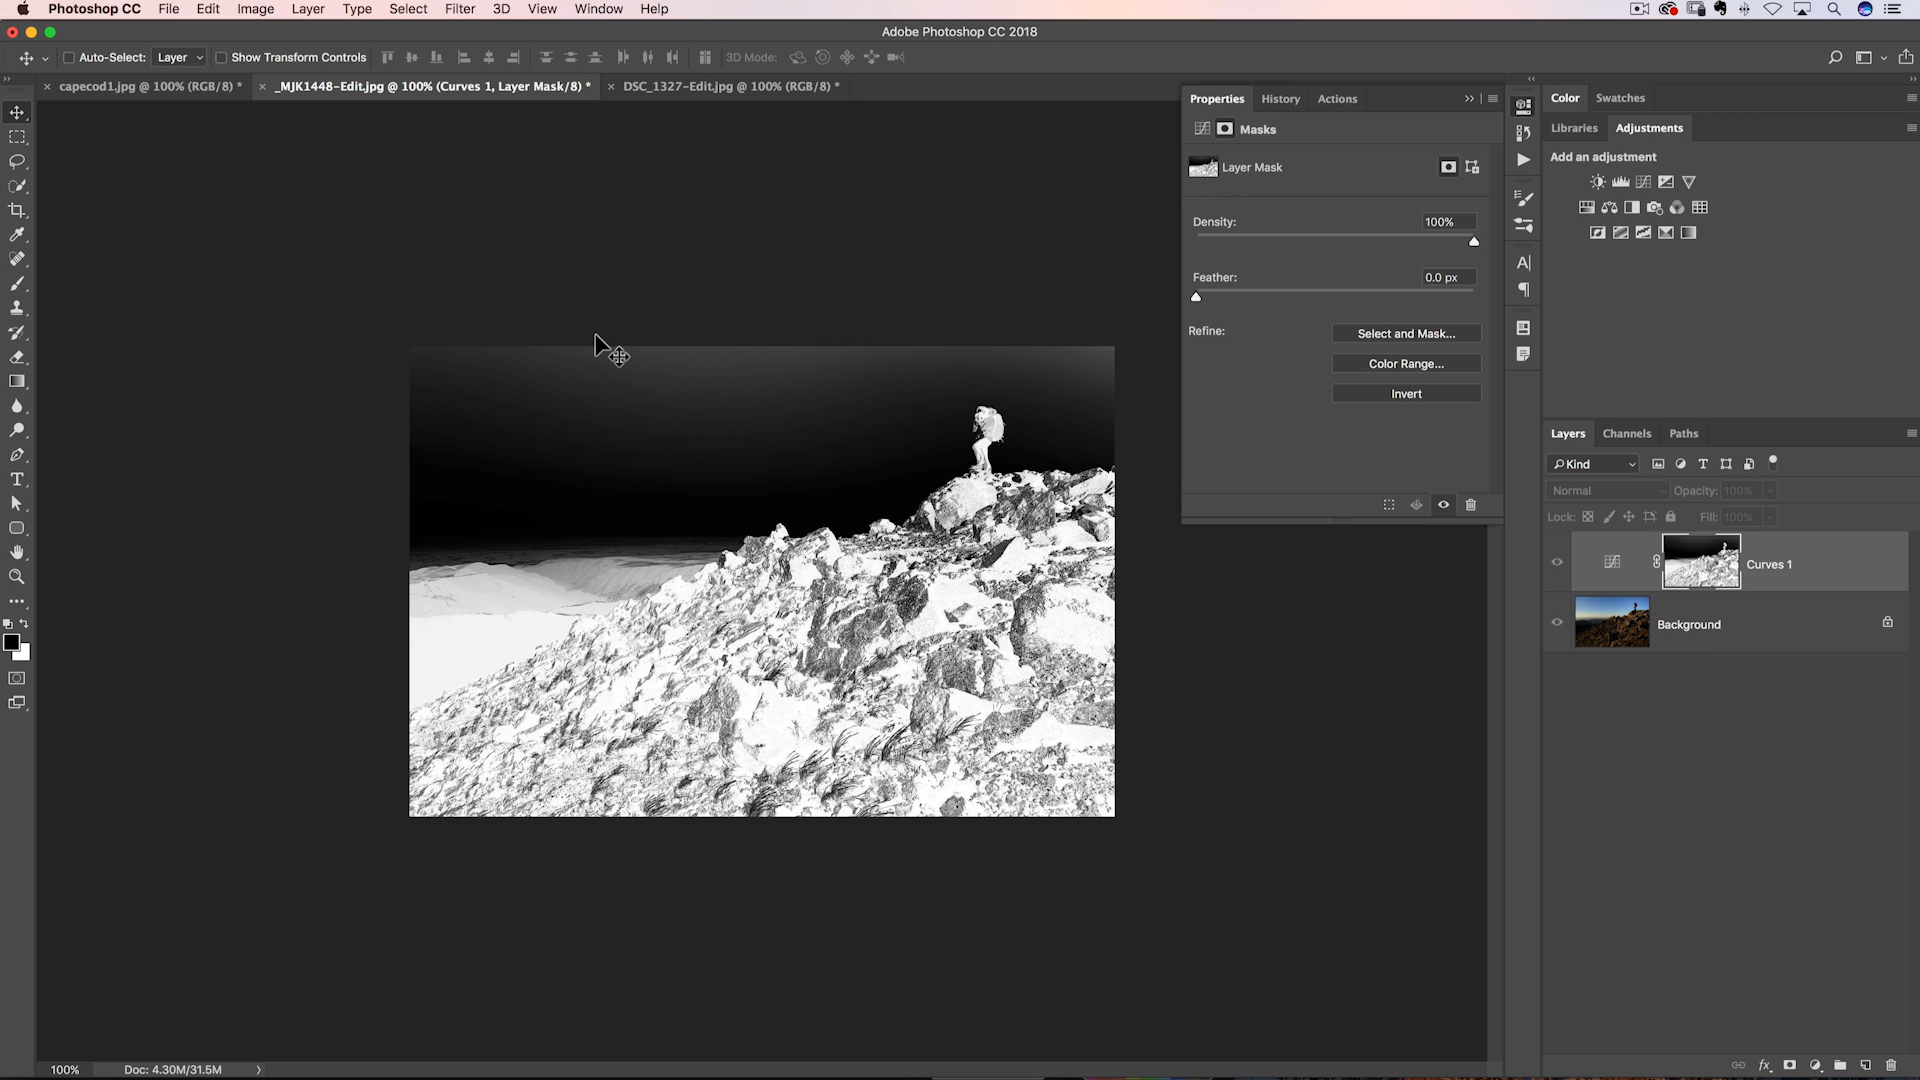 Photoshop CC File Edit Image Layer Type Select Filter 3D View Window Help
Adobe Photoshop CC 2018
Auto-Select: Layer Show Transform Controls 3D Mode:
capecod1.jpg @ 100% (RGB/8) * _MJK1448-Edit.jpg @ 100% (Curves 1, Layer Mask/8) * DSC_1327-Edit.jpg @ 100% (RGB/8) *
Properties History Actions
Masks
Layer Mask
Density: 100%
Feather: 0.0 px
Refine: Select and Mask...
Color Range...
Invert
Color Swatches
Libraries Adjustments
Add an adjustment
Layers Channels Paths
Kind
Normal Opacity: 100%
Lock: Fill: 100%
Curves 1
Background
100% Doc: 4.30M/31.5M